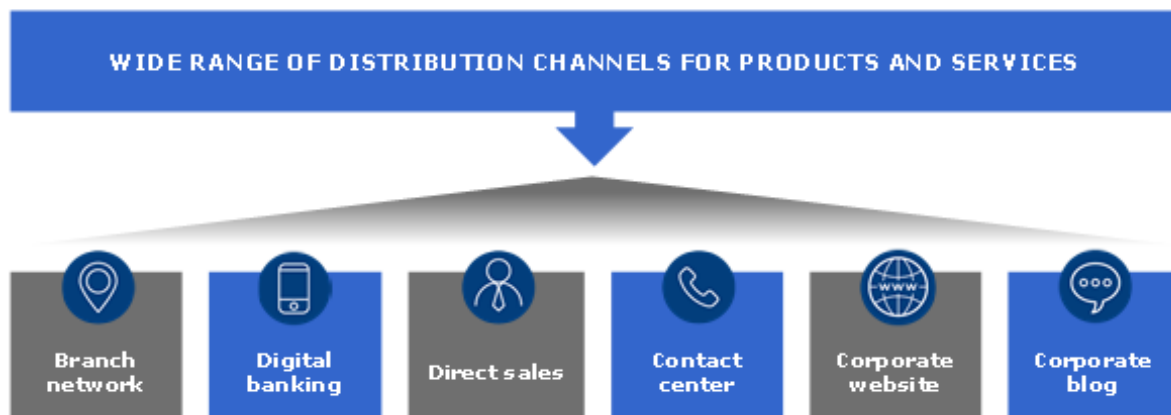 WIDE RANGE OF DISTRIBUTION CHANNELS FOR PRODUCTS AND SERVICES
Branch
network
Digital
banking
Direct sales
Contact
center
www
Corporate
website
Corporate
blog